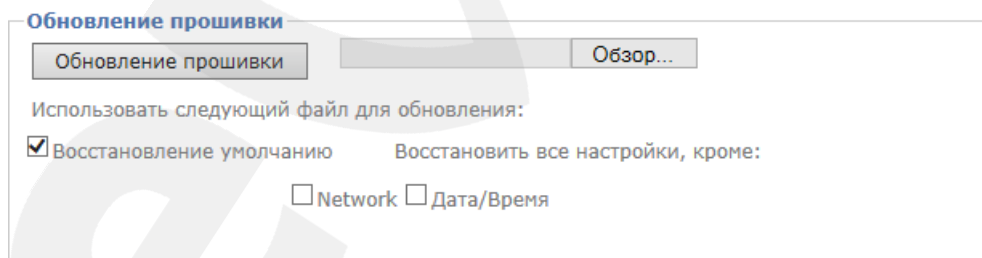 Обновление прошивки
Обновление прошивки Обзор...
Использовать следующий файл для обновления:
Восстановление умолчанию Восстановить все настройки, кроме:
Network Дата/Время